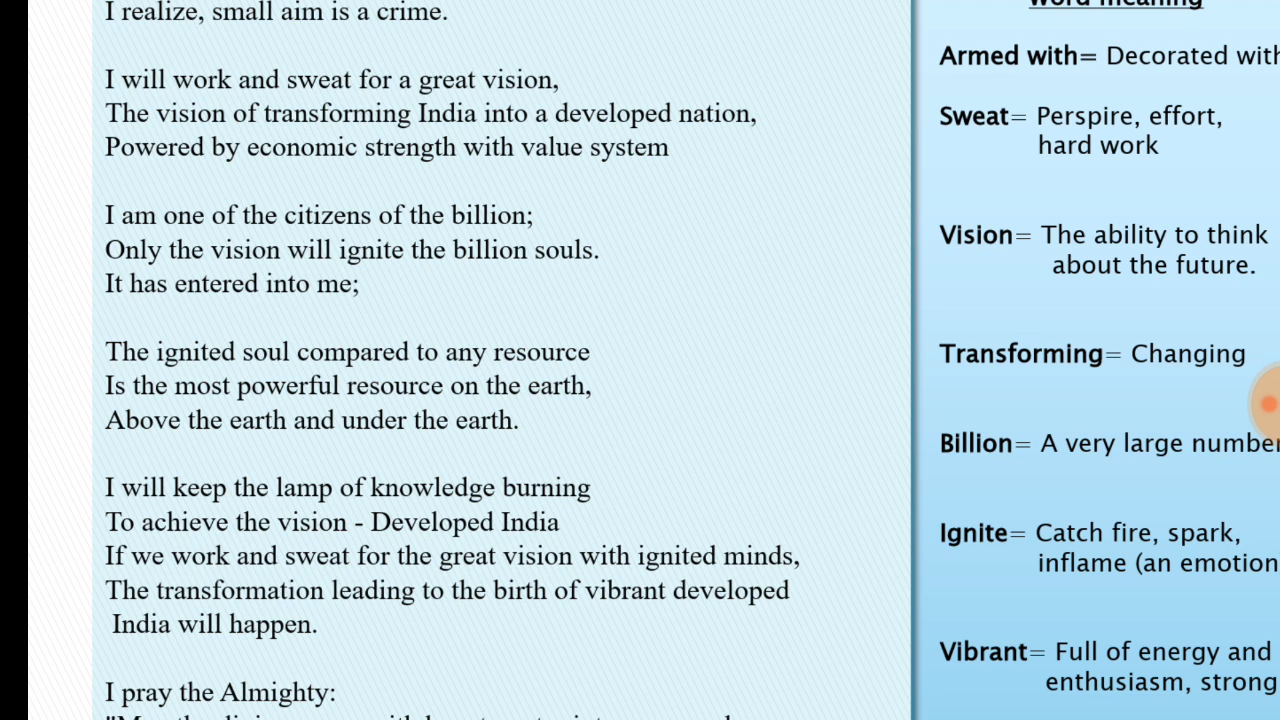 I realize, small aim is a crime.
I will work and sweat for a great vision,
The vision of transforming India into a developed nation,
Powered by economic strength with value system
I am one of the citizens of the billion;
Only the vision will ignite the billion souls.
It has entered into me;
The ignited soul compared to any resource
Is the most powerful resource on the earth,
Above the earth and under the earth.
I will keep the lamp of knowledge burning
To achieve the vision - Developed India
If we work and sweat for the great vision with ignited minds,
The transformation leading to the birth of vibrant developed
India will happen.
I pray the Almighty:
word meaning
Armed with= Decorated with
Sweat= Perspire, effort,
hard work
Vision= The ability to think
about the future.
Transforming= Changing
Billion= A very large number
Ignite= Catch fire, spark,
inflame (an emotion
Vibrant= Full of energy and
enthusiasm, strong